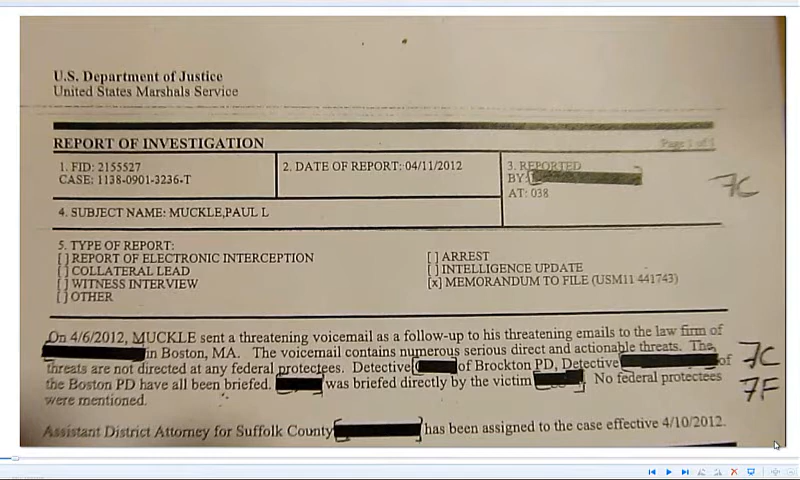 U.S. Department of Justice
United States Marshals Service
REPORT OF INVESTIGATION Page 1 of 1
1. FID: 2155527
CASE: 1138-0901-3236-T
2. DATE OF REPORT: 04/11/2012
3. REPORTED
BY:
AT: 038
7C
4. SUBJECT NAME: MUCKLE,PAUL L
5. TYPE OF REPORT:
[ ] REPORT OF ELECTRONIC INTERCEPTION
[ ] COLLATERAL LEAD
[ ] WITNESS INTERVIEW
[ ] OTHER
[ ] ARREST
[ ] INTELLIGENCE UPDATE
[x] MEMORANDUM TO FILE (USM11 441743)
On 4/6/2012, MUCKLE sent a threatening voicemail as a follow-up to his threatening emails to the law firm of
in Boston, MA. The voicemail contains numerous serious direct and actionable threats. The
threats are not directed at any federal protectees. Detective of Brockton PD, Detective of
the Boston PD have all been briefed. was briefed directly by the victim . No federal protectees
were mentioned.
7C
7F
Assistant District Attorney for Suffolk County has been assigned to the case effective 4/10/2012.